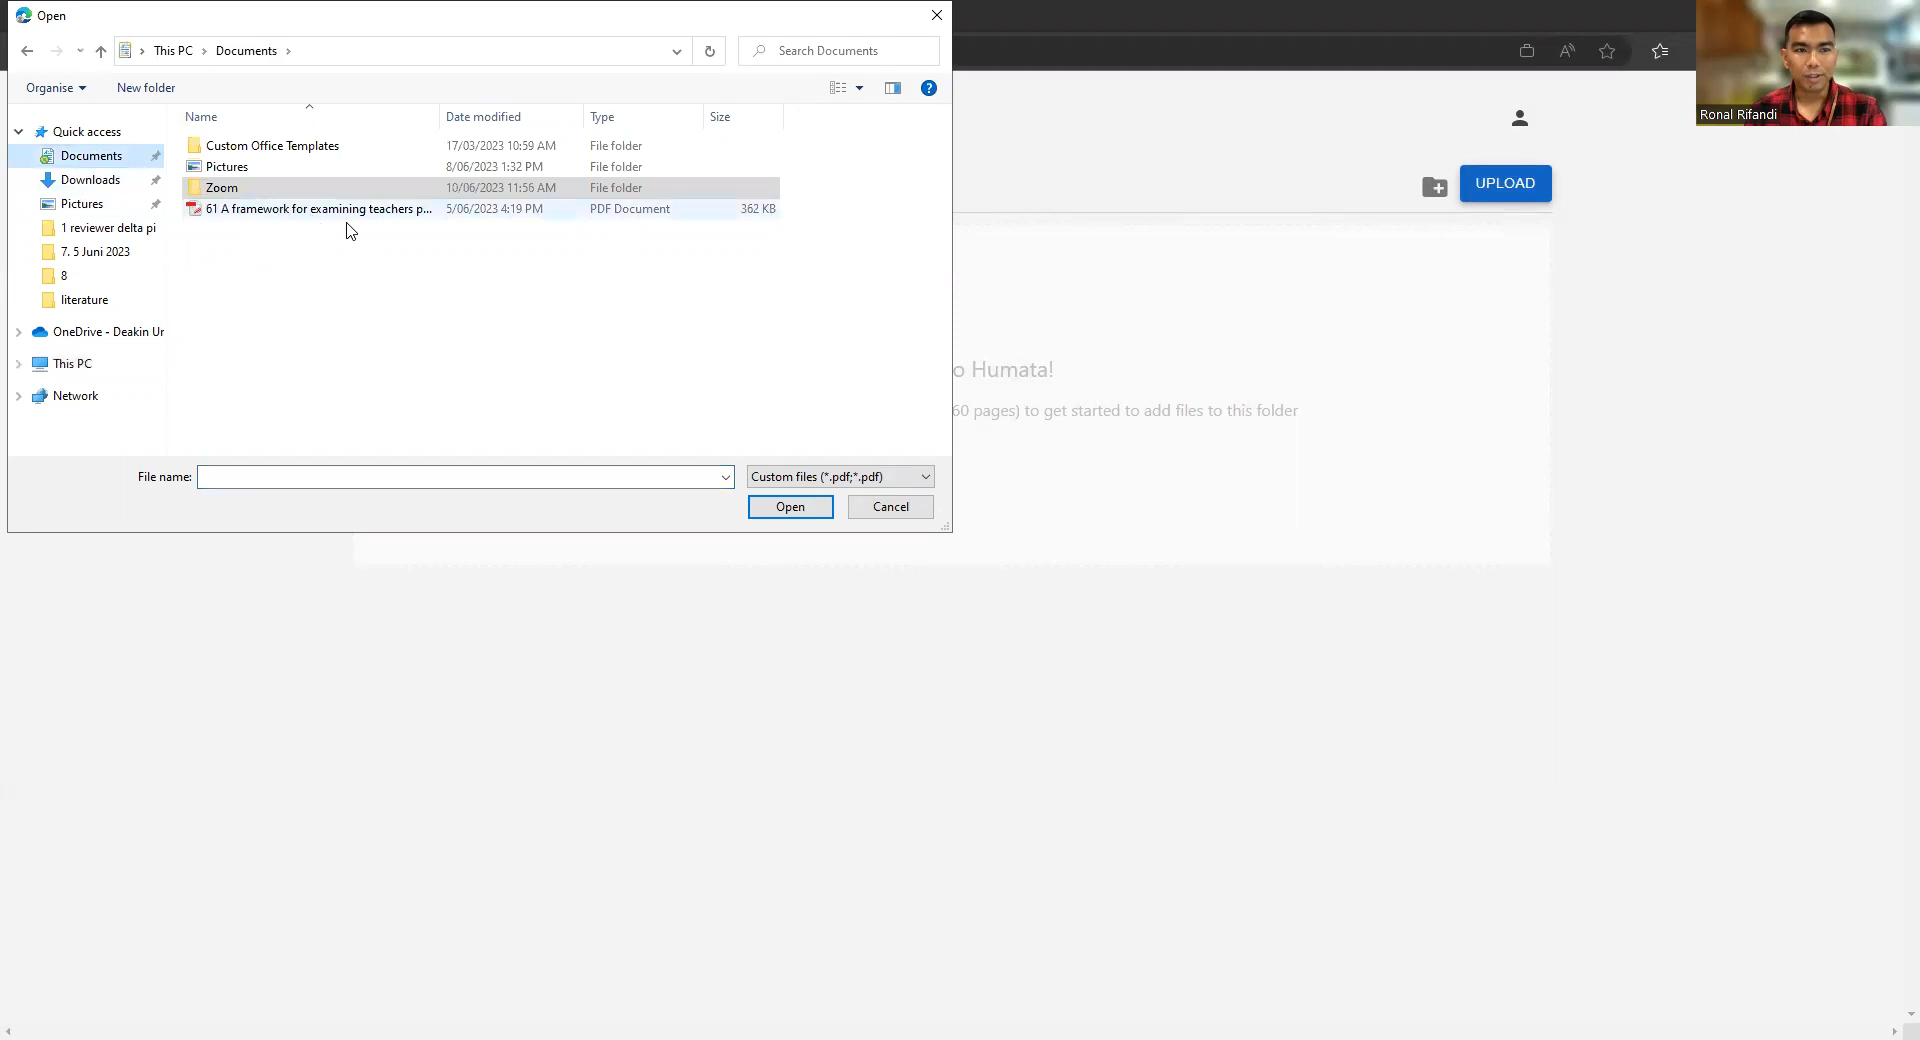 Open
This PC > Documents >
Search Documents
Organise
New folder
Name
Date modified
Type
Size
Custom Office Templates 17/03/2023 10:59 AM File folder
Pictures 8/06/2023 1:32 PM File folder
Zoom 10/06/2023 11:56 AM File folder
61 A framework for examining teachers p... 5/06/2023 4:19 PM PDF Document 362 KB
Quick access
Documents
Downloads
Pictures
1 reviewer delta pi
7. 5 Juni 2023
8
literature
OneDrive - Deakin Ur
This PC
Network
File name:
Custom files (*.pdf;*.pdf)
Open
Cancel
UPLOAD
o Humata!
60 pages) to get started to add files to this folder
Ronal Rifandi